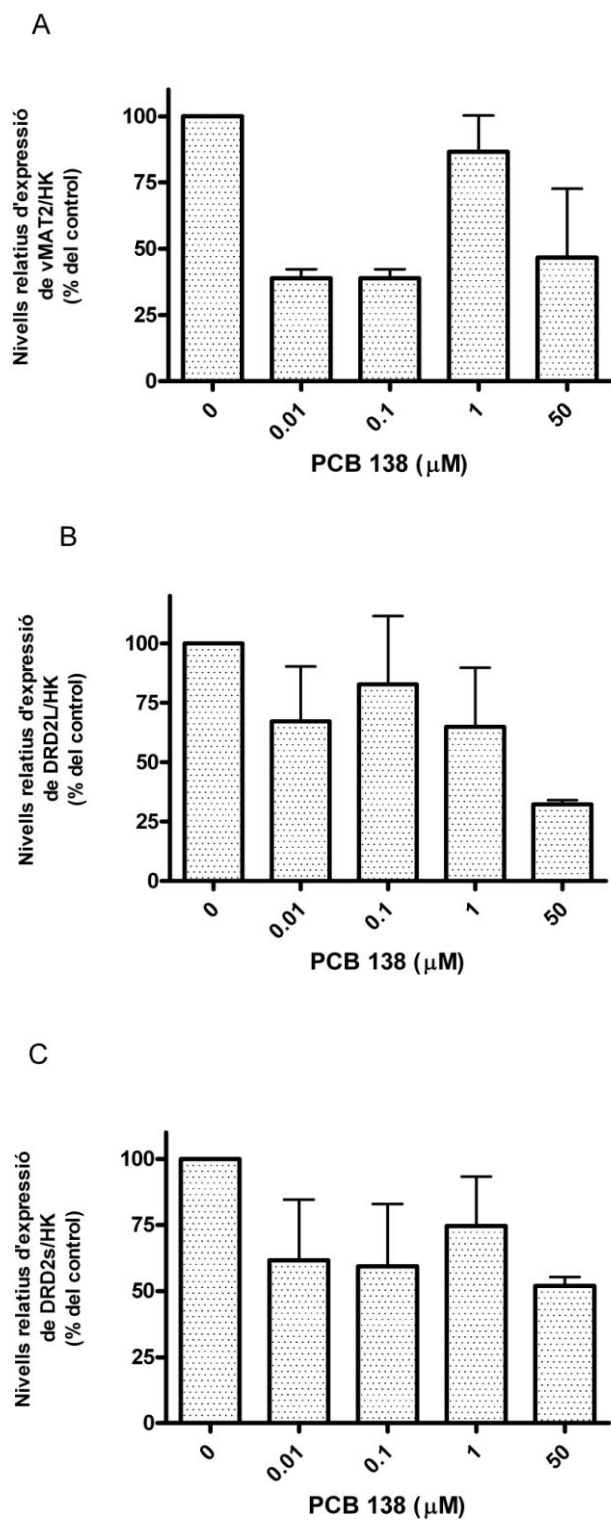 A
Nivells relatius d'expressió
de vMAT2/HK
(% del control)
100
75
50
25
0
0
0.01
0.1
1
50
PCB 138 (μM)
B
Nivells relatius d'expressió
de DRD2L/HK
(% del control)
100
75
50
25
0
0
0.01
0.1
1
50
PCB 138 (μM)
C
Nivells relatius d'expressió
de DRD2s/HK
(% del control)
100
75
50
25
0
0
0.01
0.1
1
50
PCB 138 (μM)